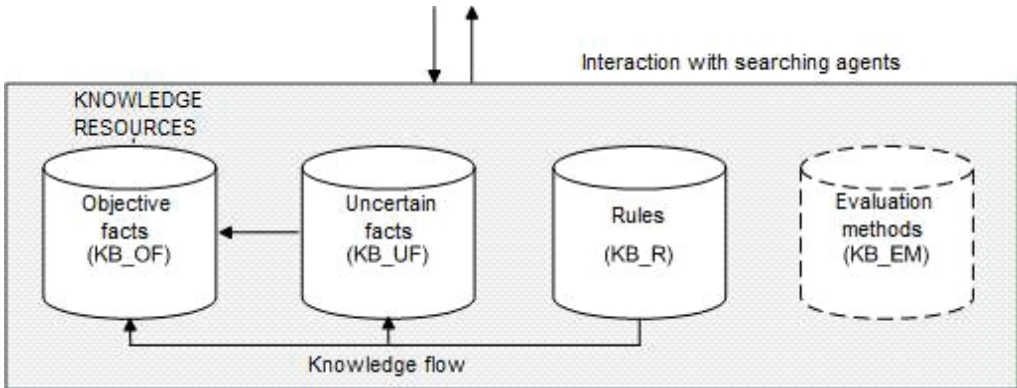 Interaction with searching agents
KNOWLEDGE
RESOURCES
Objective
facts
(KB_OF)
Uncertain
facts
(KB_UF)
Rules
(KB_R)
Evaluation
methods
(KB_EM)
Knowledge flow